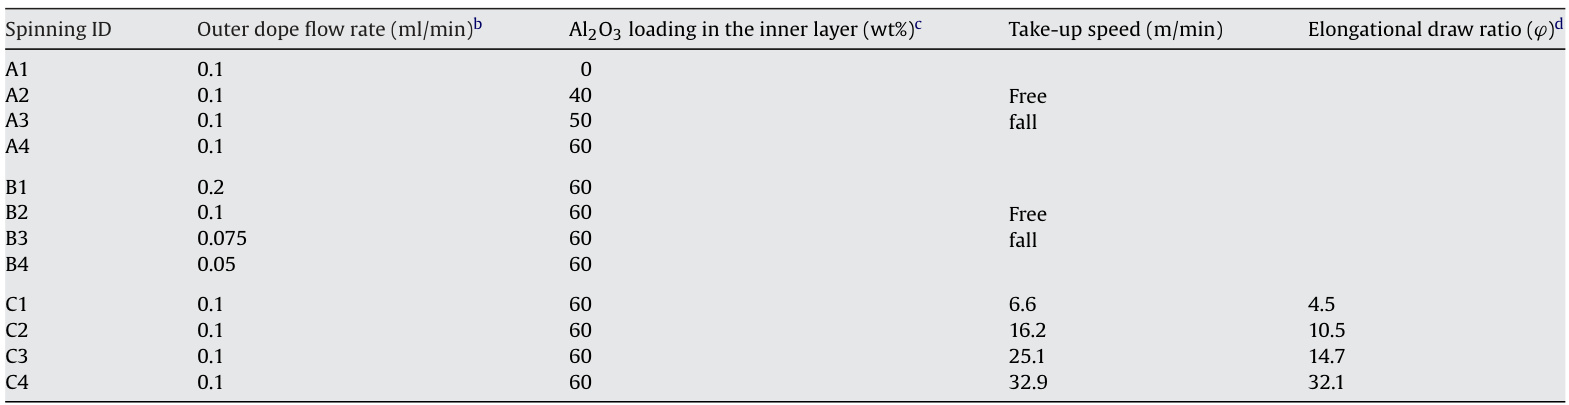 Spinning ID Outer dope flow rate (ml/min)b Al2O3 loading in the inner layer (wt%)c Take-up speed (m/min) Elongational draw ratio (φ)d
A1 0.1 0
A2 0.1 40 Free
A3 0.1 50 fall
A4 0.1 60
B1 0.2 60
B2 0.1 60 Free
B3 0.075 60 fall
B4 0.05 60
C1 0.1 60 6.6 4.5
C2 0.1 60 16.2 10.5
C3 0.1 60 25.1 14.7
C4 0.1 60 32.9 32.1